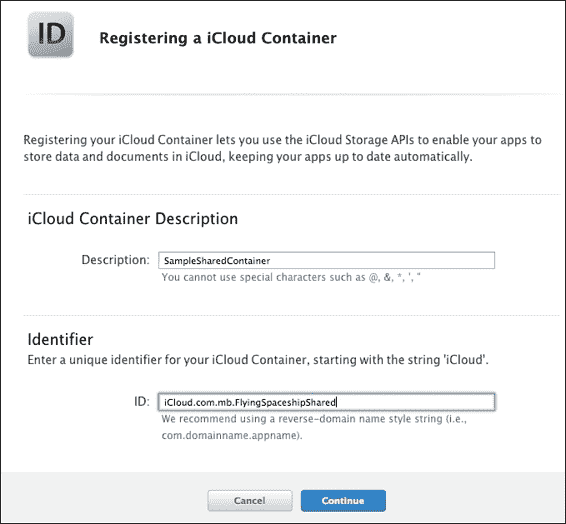 ID
Registering a iCloud Container
Registering your iCloud Container lets you use the iCloud Storage APIs to enable your apps to
store data and documents in iCloud, keeping your apps up to date automatically.
iCloud Container Description
Description: SampleSharedContainer
You cannot use special characters such as @, &, *, ', "
Identifier
Enter a unique identifier for your iCloud Container, starting with the string 'iCloud'.
ID: iCloud.com.mb.FlyingSpaceshipShared
We recommend using a reverse-domain name style string (i.e.,
com.domainname.appname).
Cancel Continue